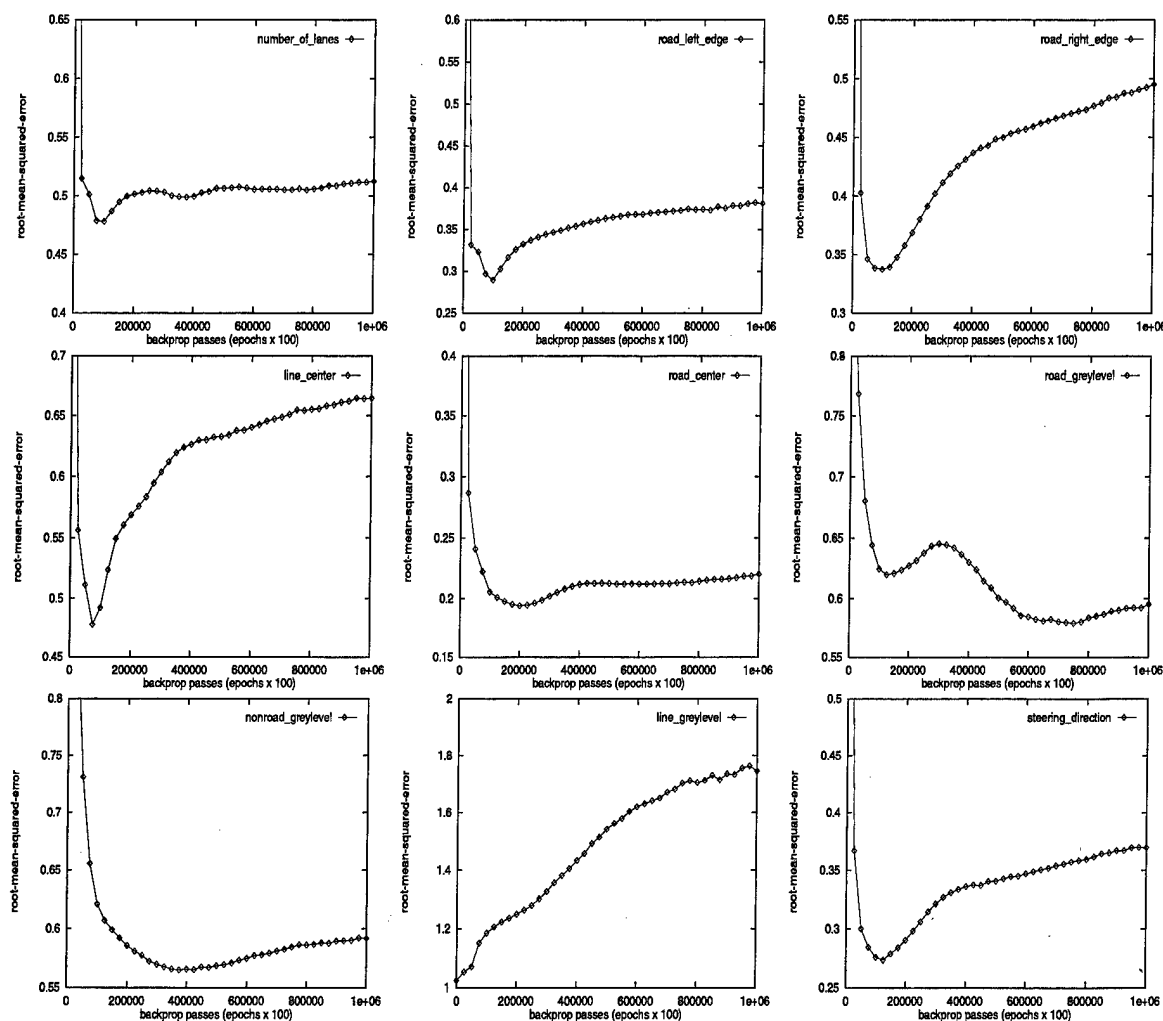 0.65
0.6
0.55
0.5
0.45
0.4
root-mean-squared-error
number_of_lanes
0 200000 400000 600000 800000 1e+06
backprop passes (epochs x 100)
0.6
0.55
0.5
0.45
0.4
0.35
0.3
0.25
root-mean-squared-error
road_left_edge
0 200000 400000 600000 800000 1e+06
backprop passes (epochs x 100)
0.55
0.5
0.45
0.4
0.35
0.3
root-mean-squared-error
road_right_edge
0 200000 400000 600000 800000 1e+06
backprop passes (epochs x 100)
0.7
0.65
0.6
0.55
0.5
0.45
root-mean-squared-error
line_center
0 200000 400000 600000 800000 1e+06
backprop passes (epochs x 100)
0.4
0.35
0.3
0.25
0.2
0.15
root-mean-squared-error
road_center
0 200000 400000 600000 800000 1e+06
backprop passes (epochs x 100)
0.8
0.75
0.7
0.65
0.6
0.55
root-mean-squared-error
road_greylevel
0 200000 400000 600000 800000 1e+06
backprop passes (epochs x 100)
0.8
0.75
0.7
0.65
0.6
0.55
root-mean-squared-error
nonroad_greylevel
0 200000 400000 600000 800000 1e+06
backprop passes (epochs x 100)
2
1.8
1.6
1.4
1.2
1
root-mean-squared-error
line_greylevel
0 200000 400000 600000 800000 1e+06
backprop passes (epochs x 100)
0.5
0.45
0.4
0.35
0.3
0.25
root-mean-squared-error
steering_direction
0 200000 400000 600000 800000 1e+06
backprop passes (epochs x 100)